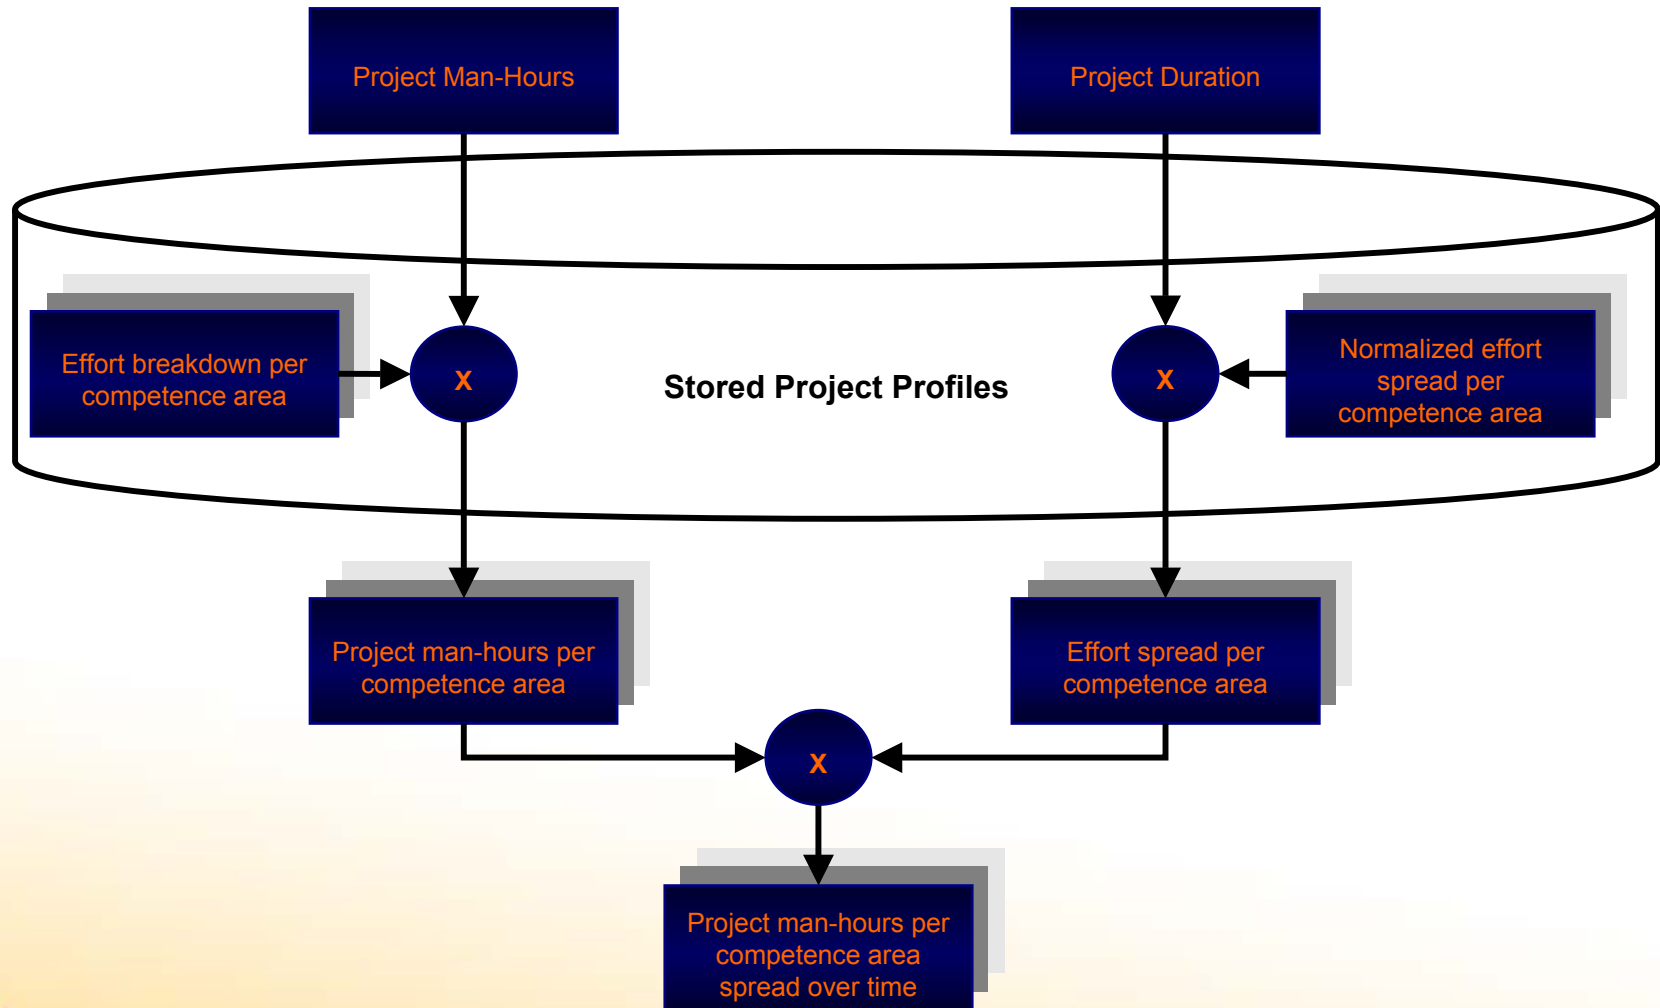 Project Man-Hours
Project Duration
Effort breakdown per
competence area
x
Stored Project Profiles
x
Normalized effort
spread per
competence area
Project man-hours per
competence area
Effort spread per
competence area
x
Project man-hours per
competence area
spread over time